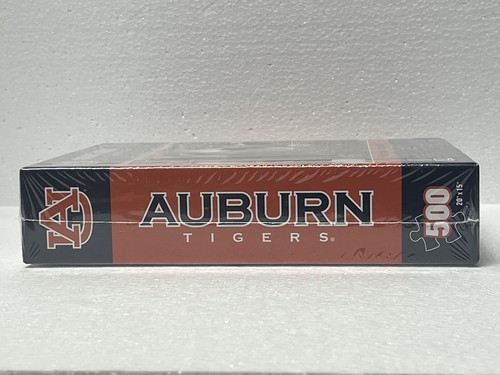 AU
AUBURN
TIGERS®
500
20" x 15"